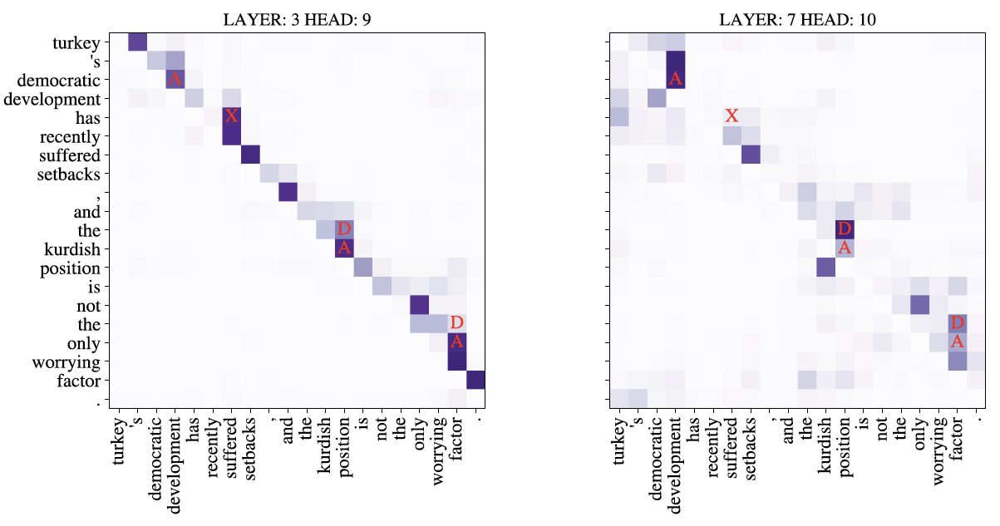 LAYER: 3 HEAD: 9
turkey
's
democratic
development
has
recently
suffered
setbacks
,
and
the
kurdish
position
is
not
the
only
worrying
factor
.
A
X
D
A
D
A
turkey
's
democratic
development
has
recently
suffered
setbacks
,
and
the
kurdish
position
is
not
the
only
worrying
factor
.
LAYER: 7 HEAD: 10
A
X
D
A
D
A
turkey
's
democratic
development
has
recently
suffered
setbacks
,
and
the
kurdish
position
is
not
the
only
worrying
factor
.